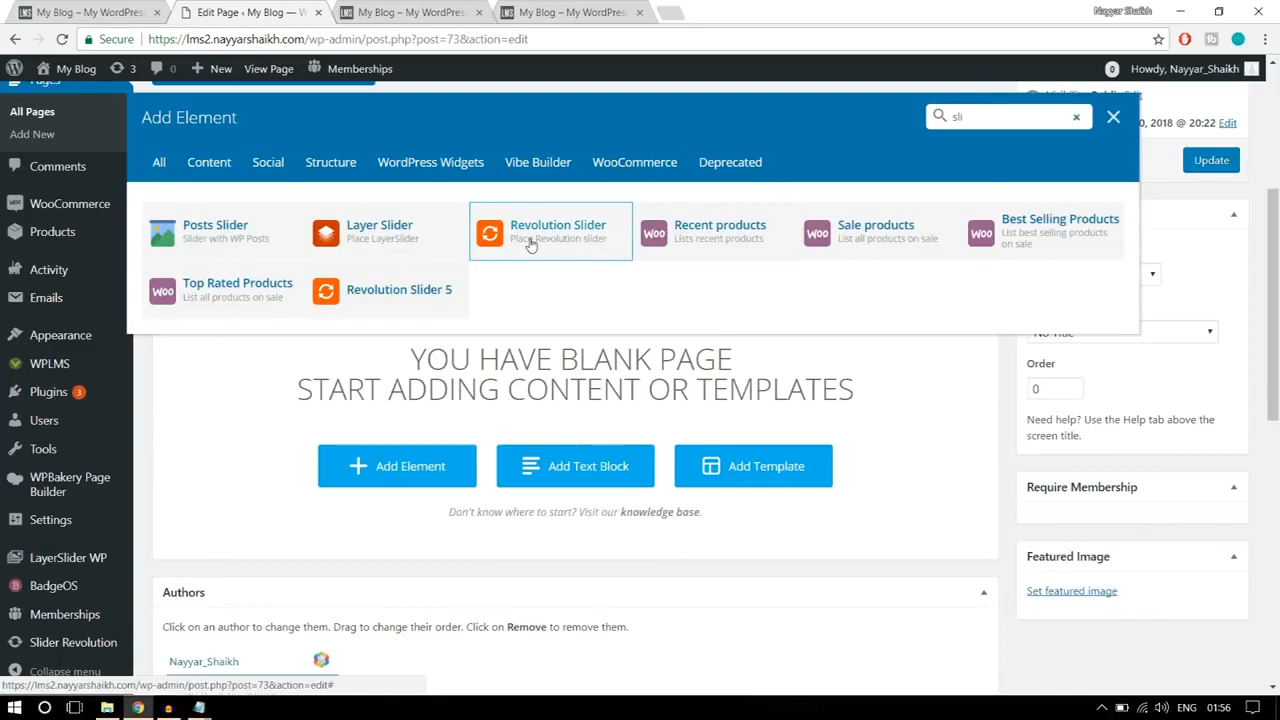 My Blog – My WordPres
Edit Page ‹ My Blog — W
My Blog – My WordPres
My Blog – My WordPres
Nayyar Shaikh
Secure
https://lms2.nayyarshaikh.com/wp-admin/post.php?post=73&action=edit
My Blog
3
0
New
View Page
Memberships
0
Howdy, Nayyar_Shaikh
Pages
All Pages
Add New
Comments
WooCommerce
Products
Activity
Emails
Appearance
WPLMS
Plugins 3
Users
Tools
WPBakery Page
Builder
Settings
LayerSlider WP
BadgeOS
Memberships
Slider Revolution
Collapse menu
Add Element
sli
All
Content
Social
Structure
WordPress Widgets
Vibe Builder
WooCommerce
Deprecated
Posts Slider
Slider with WP Posts
Layer Slider
Place LayerSlider
Revolution Slider
Place Revolution slider
Woo
Recent products
Lists recent products
Woo
Sale products
List all products on sale
Woo
Best Selling Products
List best selling products
on sale
Woo
Top Rated Products
List all products on sale
Revolution Slider 5
YOU HAVE BLANK PAGE
START ADDING CONTENT OR TEMPLATES
Add Element
Add Text Block
Add Template
Don't know where to start? Visit our knowledge base.
Authors
Click on an author to change them. Drag to change their order. Click on Remove to remove them.
Nayyar_Shaikh
Visibility: Public Edit
0, 2018 @ 20:22 Edit
Update
No Title
Order
0
Need help? Use the Help tab above the
screen title.
Require Membership
Featured Image
Set featured image
https://lms2.nayyarshaikh.com/wp-admin/post.php?post=73&action=edit#
ENG
01:56